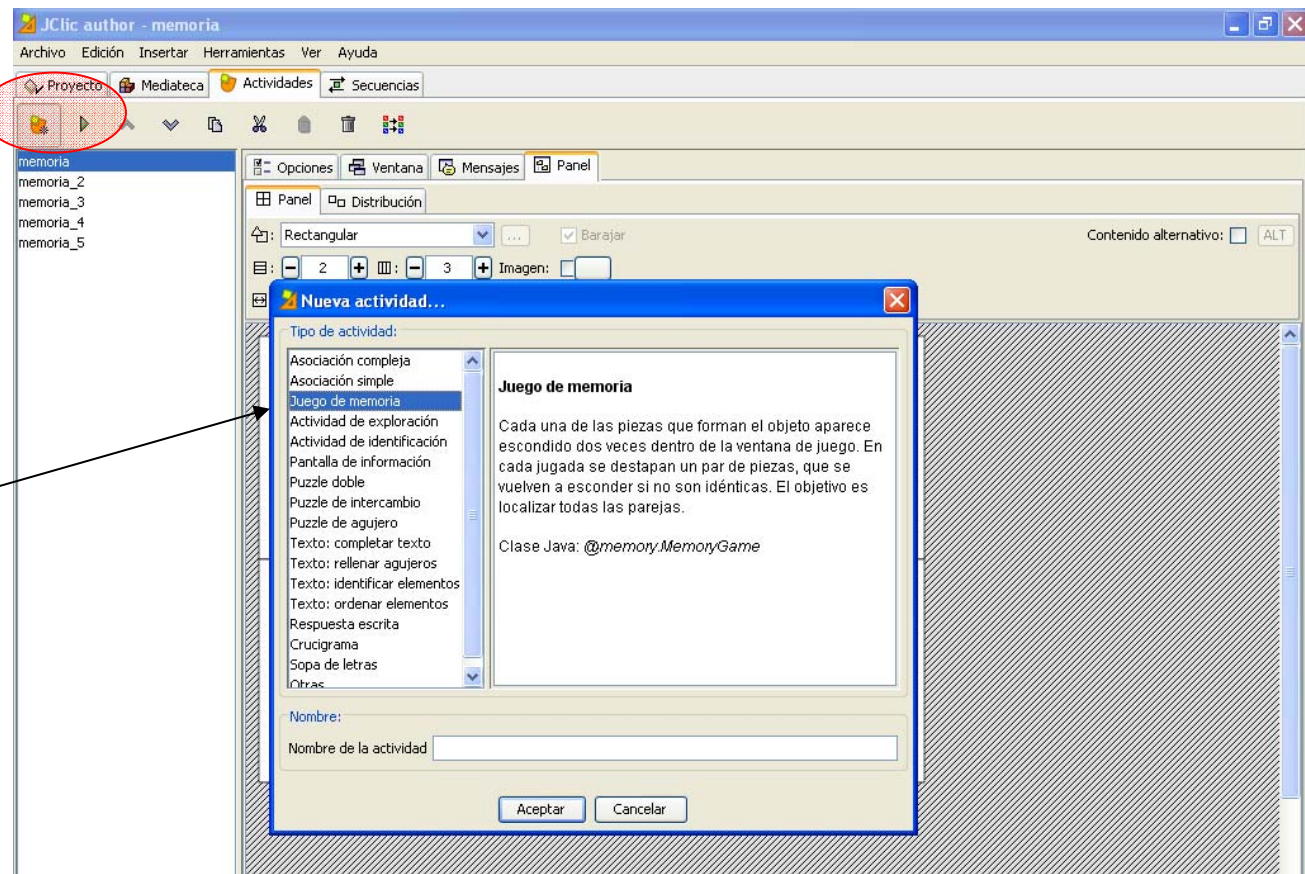 JClic author - memoria
Archivo Edición Insertar Herramientas Ver Ayuda
Proyecto Mediateca Actividades Secuencias
memoria
memoria_2
memoria_3
memoria_4
memoria_5
Opciones Ventana Mensajes Panel
Panel Distribución
Rectangular ... Barajar Contenido alternativo: ALT
2 3 Imagen:
Nueva actividad...
Tipo de actividad:
Asociación compleja
Asociación simple
Juego de memoria
Actividad de exploración
Actividad de identificación
Pantalla de información
Puzzle doble
Puzzle de intercambio
Puzzle de agujero
Texto: completar texto
Texto: rellenar agujeros
Texto: identificar elementos
Texto: ordenar elementos
Respuesta escrita
Crucigrama
Sopa de letras
Otras
Juego de memoria
Cada una de las piezas que forman el objeto aparece
escondido dos veces dentro de la ventana de juego. En
cada jugada se destapan un par de piezas, que se
vuelven a esconder si no son idénticas. El objetivo es
localizar todas las parejas.
Clase Java: @memory.MemoryGame
Nombre:
Nombre de la actividad
Aceptar Cancelar